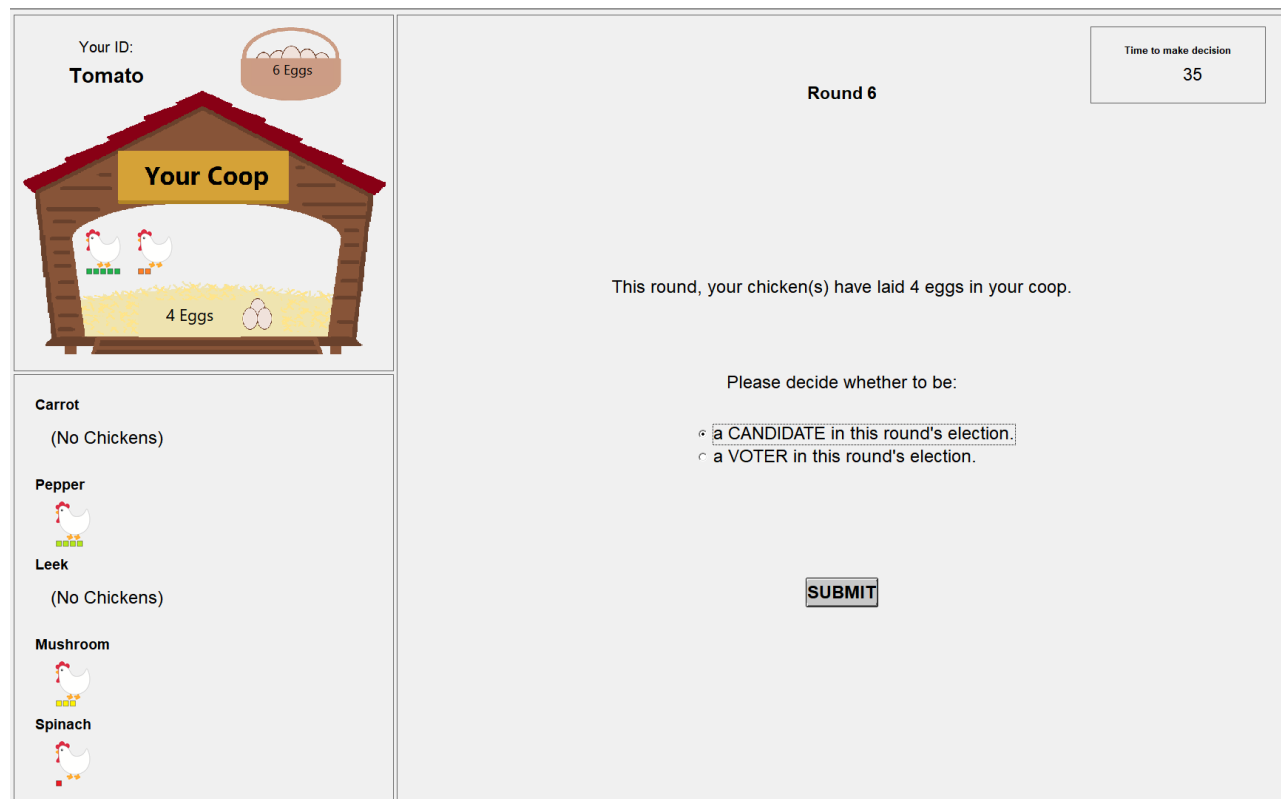 Your ID:
Tomato
6 Eggs
Your Coop
4 Eggs
Carrot
(No Chickens)
Pepper
Leek
(No Chickens)
Mushroom
Spinach
Time to make decision
35
Round 6
This round, your chicken(s) have laid 4 eggs in your coop.
Please decide whether to be:
a CANDIDATE in this round's election.
a VOTER in this round's election.
SUBMIT